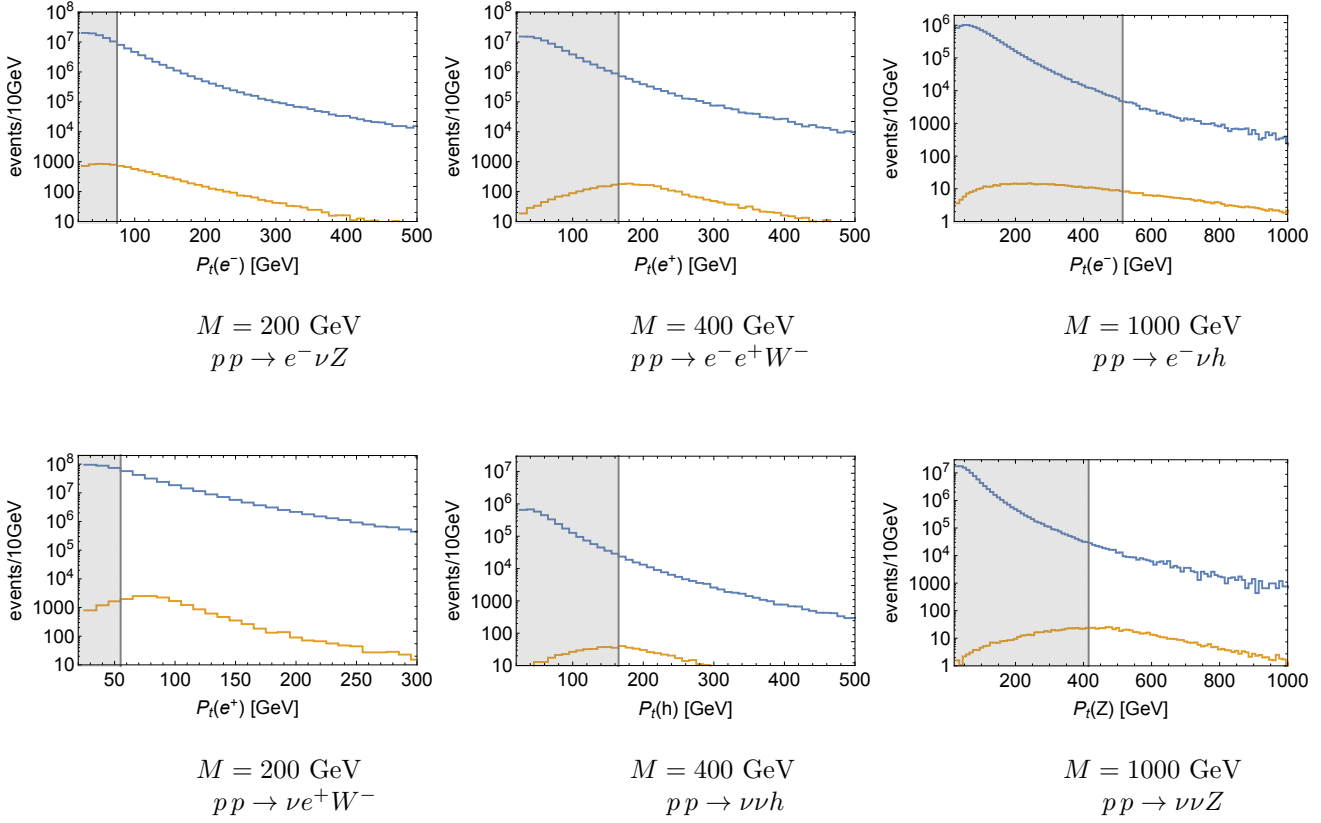 10^8
10^7
10^6
10^5
10^4
1000
100
10
events/10GeV
100 200 300 400 500
P_t(e^-) [GeV]
M = 200 GeV
p p → e^- ν Z
10^8
10^7
10^6
10^5
10^4
1000
100
10
events/10GeV
100 200 300 400 500
P_t(e^+) [GeV]
M = 400 GeV
p p → e^- e^+ W^-
10^6
10^5
10^4
1000
100
10
1
events/10GeV
200 400 600 800 1000
P_t(e^-) [GeV]
M = 1000 GeV
p p → e^- ν h
10^8
10^7
10^6
10^5
10^4
1000
100
10
events/10GeV
50 100 150 200 250 300
P_t(e^+) [GeV]
M = 200 GeV
p p → ν e^+ W^-
10^7
10^6
10^5
10^4
1000
100
10
events/10GeV
100 200 300 400 500
P_t(h) [GeV]
M = 400 GeV
p p → ν ν h
10^7
10^6
10^5
10^4
1000
100
10
1
events/10GeV
200 400 600 800 1000
P_t(Z) [GeV]
M = 1000 GeV
p p → ν ν Z